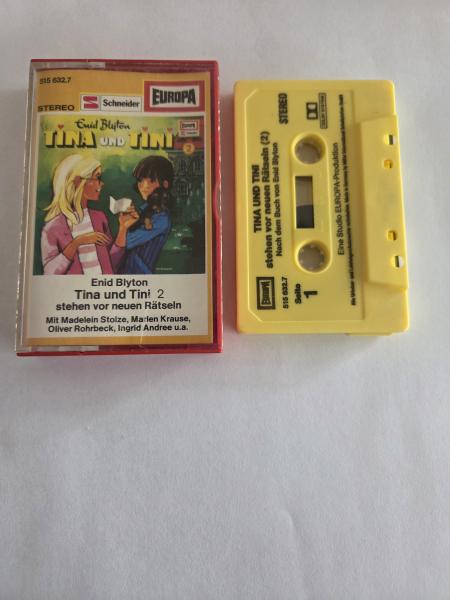 515 632.7
STEREO
Schneider
EUROPA
Enid Blyton
TINA UND TINI
2
Enid Blyton
Tina und Tini 2
stehen vor neuen Rätseln
Mit Madelein Stolze, Marlen Krause,
Oliver Rohrbeck, Ingrid Andree u.a.
EUROPA
515 632.7
Seite
1
TINA UND TINI
stehen vor neuen Rätseln (2)
Nach dem Buch von Enid Blyton
STEREO
Eine Studio EUROPA-Produktion